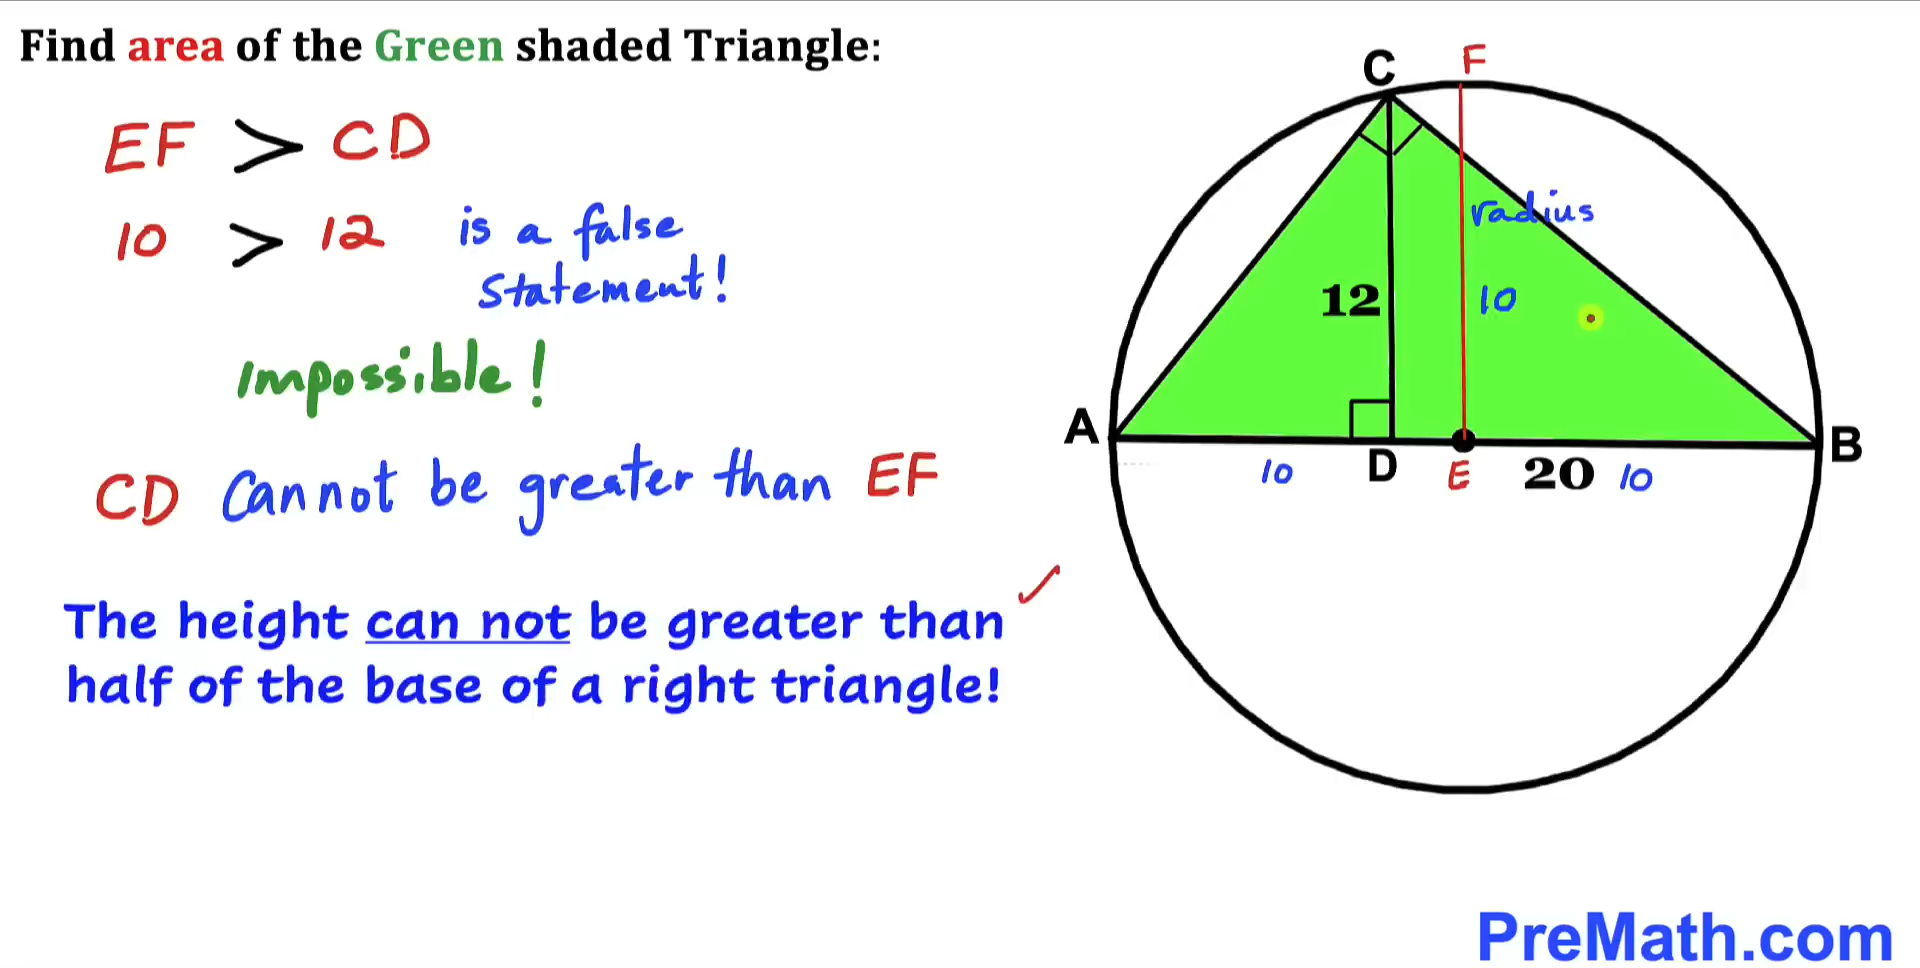 Find area of the Green shaded Triangle:
EF > CD
10 > 12 is a false
statement!
Impossible!
CD Cannot be greater than EF
The height can not be greater than
half of the base of a right triangle!
C F
radius
12 10
A B
10 D E 20 10
PreMath.com